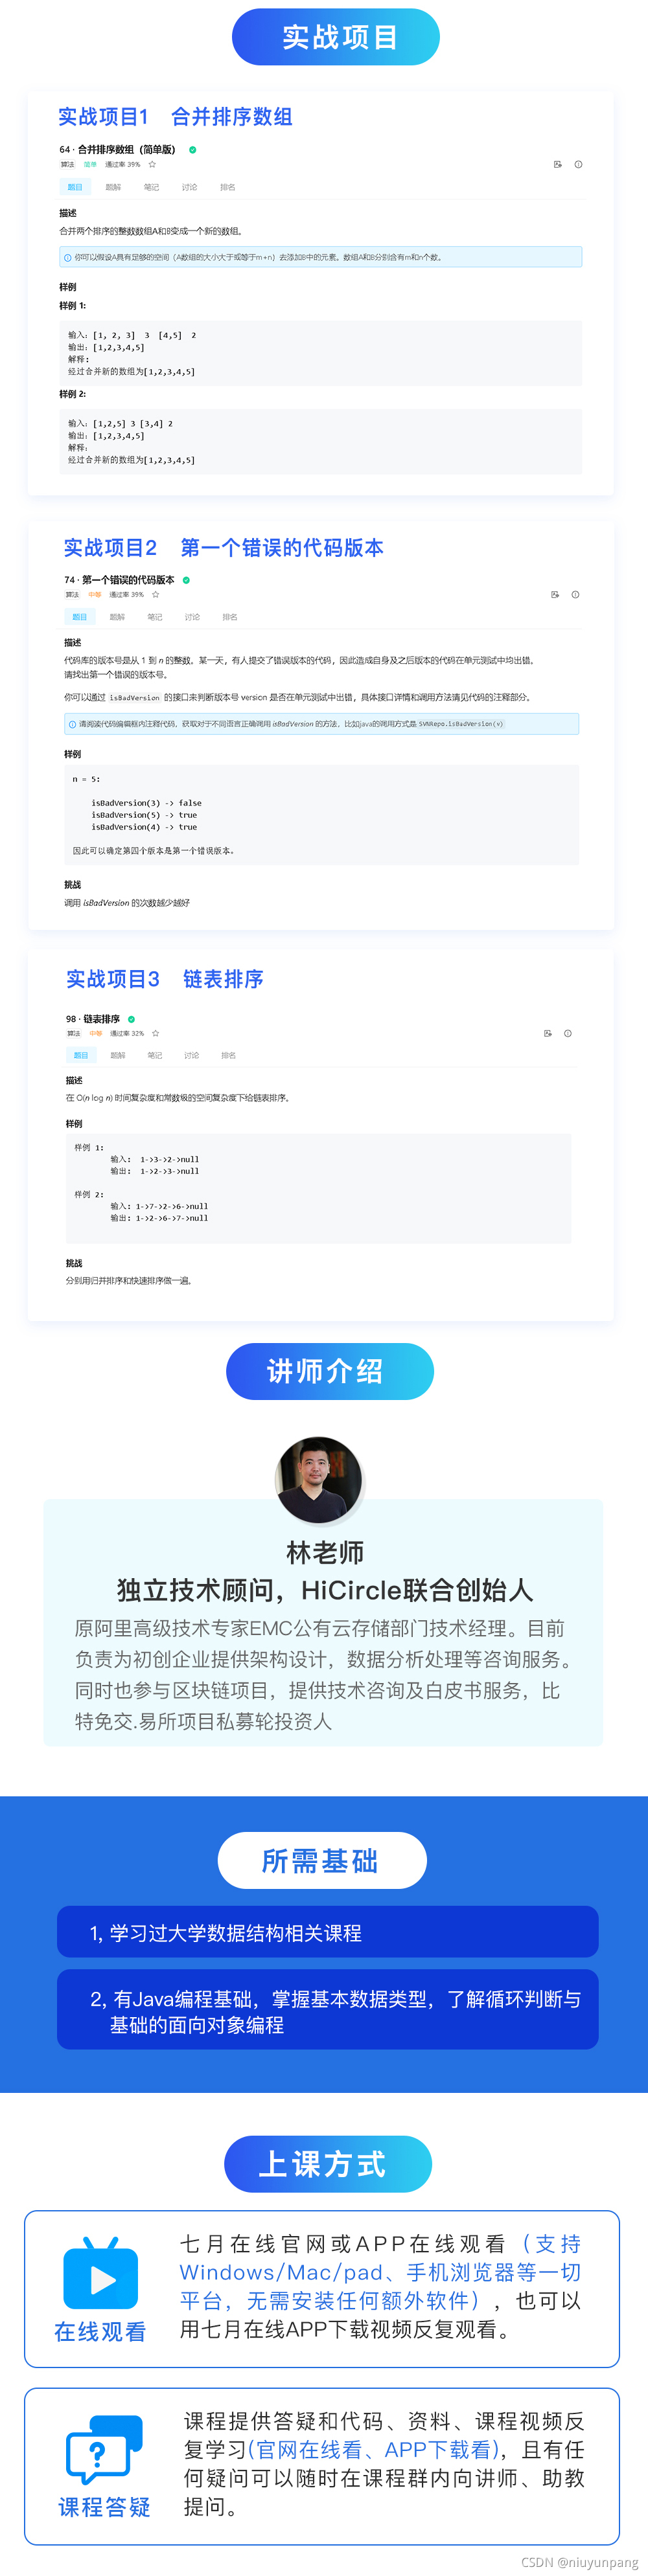 实战项目
实战项目1 合并排序数组
64 · 合并排序数组（简单版）
算法 简单 通过率 39%
题目 题解 笔记 讨论 排名
描述
合并两个排序的整数数组A和B变成一个新的数组。
你可以假设A具有足够的空间（A数组的大小大于或等于m+n）去添加B中的元素。数组A和B分别含有m和n个数。
样例
样例 1:
输入：[1, 2, 3] 3 [4,5] 2
输出：[1,2,3,4,5]
解释:
经过合并新的数组为[1,2,3,4,5]
样例 2:
输入：[1,2,5] 3 [3,4] 2
输出：[1,2,3,4,5]
解释：
经过合并新的数组为[1,2,3,4,5]
实战项目2 第一个错误的代码版本
74 · 第一个错误的代码版本
算法 中等 通过率 39%
题目 题解 笔记 讨论 排名
描述
代码库的版本号是从 1 到 n 的整数。某一天，有人提交了错误版本的代码，因此造成自身及之后版本的代码在单元测试中均出错。
请找出第一个错误的版本号。
你可以通过 isBadVersion 的接口来判断版本号 version 是否在单元测试中出错，具体接口详情和调用方法请见代码的注释部分。
请阅读代码编辑框内注释代码，获取对于不同语言正确调用 isBadVersion 的方法，比如java的调用方式是SVNRepo.isBadVersion(v)
样例
n = 5:
isBadVersion(3) -> false
isBadVersion(5) -> true
isBadVersion(4) -> true
因此可以确定第四个版本是第一个错误版本。
挑战
调用 isBadVersion 的次数越少越好
实战项目3 链表排序
98 · 链表排序
算法 中等 通过率 32%
题目 题解 笔记 讨论 排名
描述
在 O(n log n) 时间复杂度和常数级的空间复杂度下给链表排序。
样例
样例 1:
输入: 1->3->2->null
输出: 1->2->3->null
样例 2:
输入: 1->7->2->6->null
输出: 1->2->6->7->null
挑战
分别用归并排序和快速排序做一遍。
讲师介绍
林老师
独立技术顾问，HiCircle联合创始人
原阿里高级技术专家EMC公有云存储部门技术经理。目前
负责为初创企业提供架构设计，数据分析处理等咨询服务。
同时也参与区块链项目，提供技术咨询及白皮书服务，比
特免交.易所项目私募轮投资人
所需基础
1, 学习过大学数据结构相关课程
2, 有Java编程基础，掌握基本数据类型，了解循环判断与
基础的面向对象编程
上课方式
七月在线官网或APP在线观看（支持
Windows/Mac/pad、手机浏览器等一切
平台，无需安装任何额外软件），也可以
用七月在线APP下载视频反复观看。
在线观看
课程提供答疑和代码、资料、课程视频反
复学习(官网在线看、APP下载看)，且有任
何疑问可以随时在课程群内向讲师、助教
提问。
课程答疑
CSDN @niuyunpang